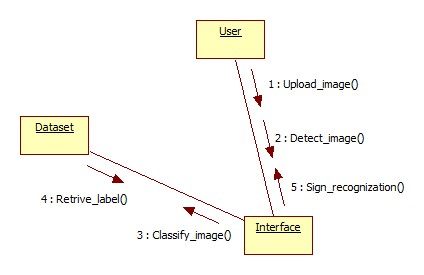 User
1 : Upload_image()
Dataset
2 : Detect_image()
4 : Retrive_label()
5 : Sign_recognization()
3 : Classify_image()
Interface